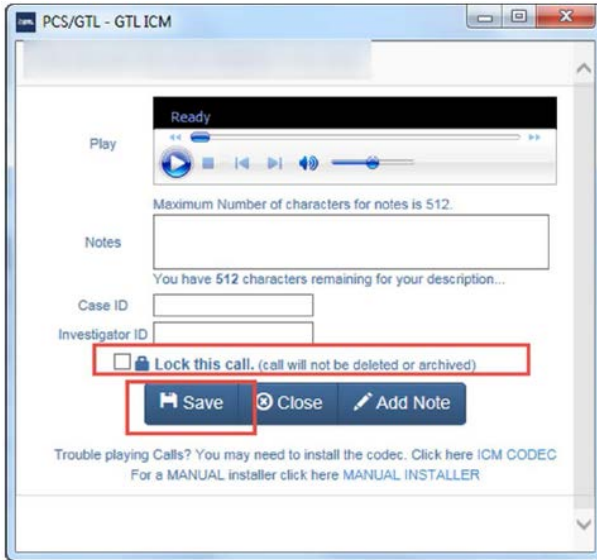 PCS/GTL - GTL ICM
Ready
Play
Maximum Number of characters for notes is 512.
Notes
You have 512 characters remaining for your description...
Case ID
Investigator ID
Lock this call. (call will not be deleted or archived)
Save Close Add Note
Trouble playing Calls? You may need to install the codec. Click here ICM CODEC
For a MANUAL installer click here MANUAL INSTALLER